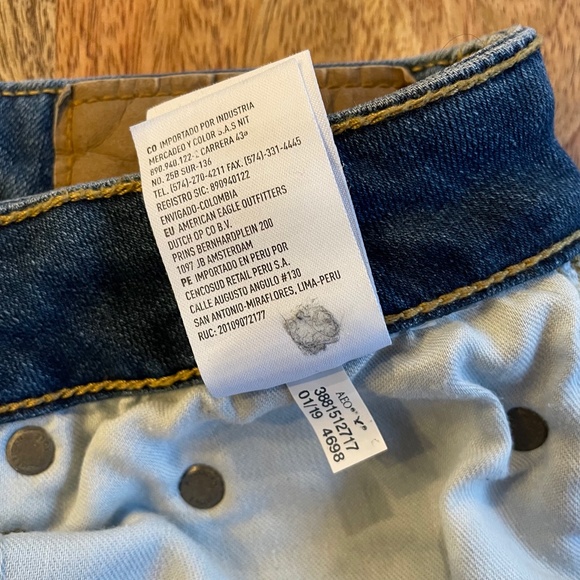 CO IMPORTADO POR INDUSTRIA
MERCADEO Y COLOR S.A.S NIT
890.940.122-2 CARRERA 43ª
NO. 25B SUR-136
TEL. (574)-270-4211 FAX. (574)-331-4445
REGISTRO SIC: 890940122
ENVIGADO-COLOMBIA
EU AMERICAN EAGLE OUTFITTERS
DUTCH OP CO B.V.
PRINS BERNHARDPLEIN 200
1097 JB AMSTERDAM
PE IMPORTADO EN PERU POR
CENCOSUD RETAIL PERU S.A.
CALLE AUGUSTO ANGULO #130
SAN ANTONIO-MIRAFLORES, LIMA-PERU
RUC: 20109072177
AEO
3881512717
01/19 4698